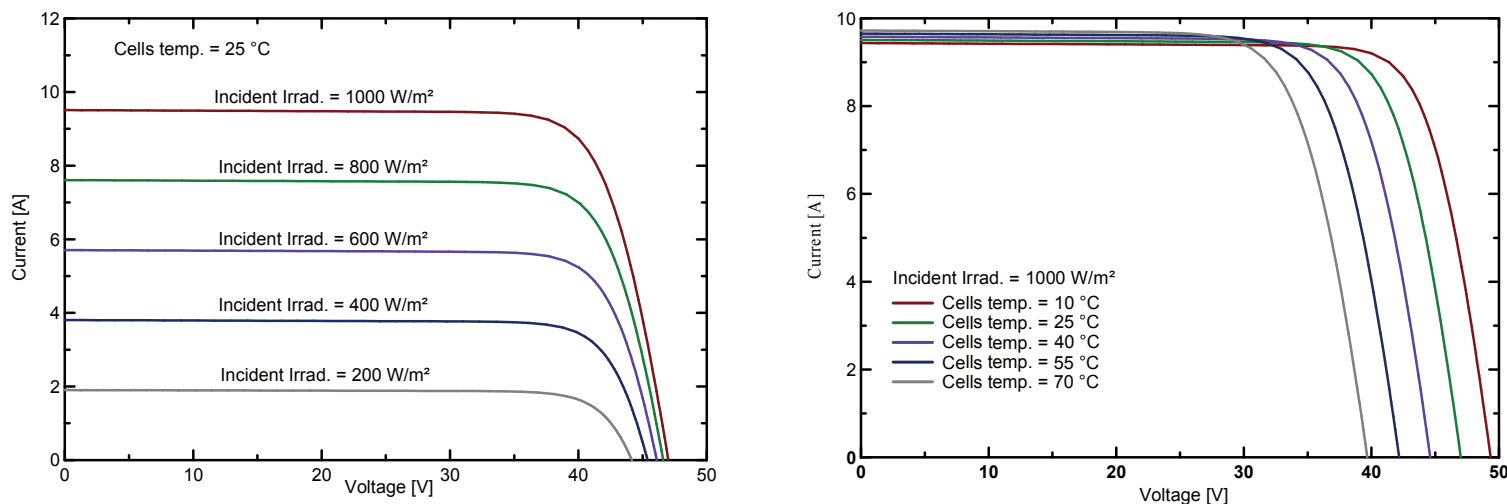 12
10
8
6
4
2
0
Current [A]
Cells temp. = 25 °C
Incident Irrad. = 1000 W/m²
Incident Irrad. = 800 W/m²
Incident Irrad. = 600 W/m²
Incident Irrad. = 400 W/m²
Incident Irrad. = 200 W/m²
0 10 20 30 40 50
Voltage [V]
10
8
6
4
2
0
Current [A]
Incident Irrad. = 1000 W/m²
Cells temp. = 10 °C
Cells temp. = 25 °C
Cells temp. = 40 °C
Cells temp. = 55 °C
Cells temp. = 70 °C
0 10 20 30 40 50
Voltage [V]